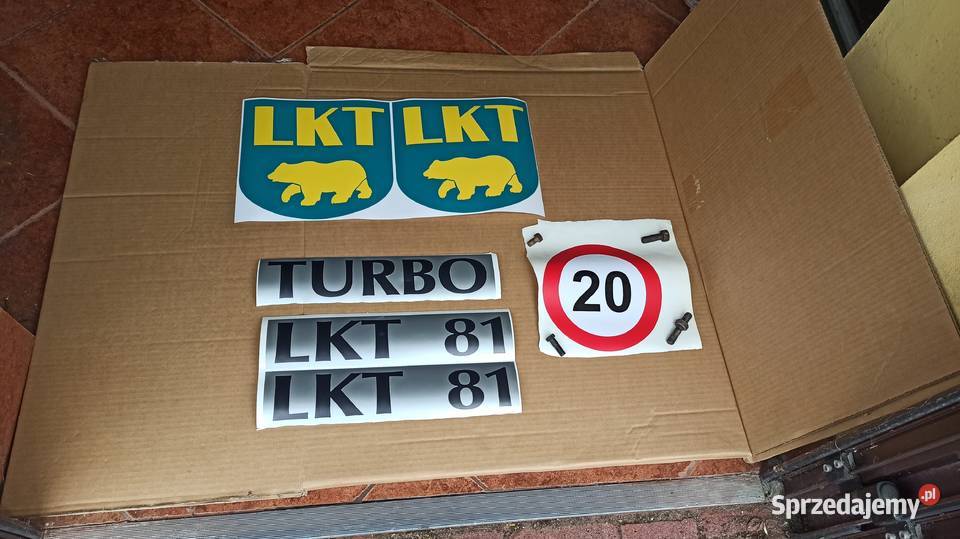 LKT LKT
TURBO
20
LKT 81
LKT 81
Sprzedajemy.pl